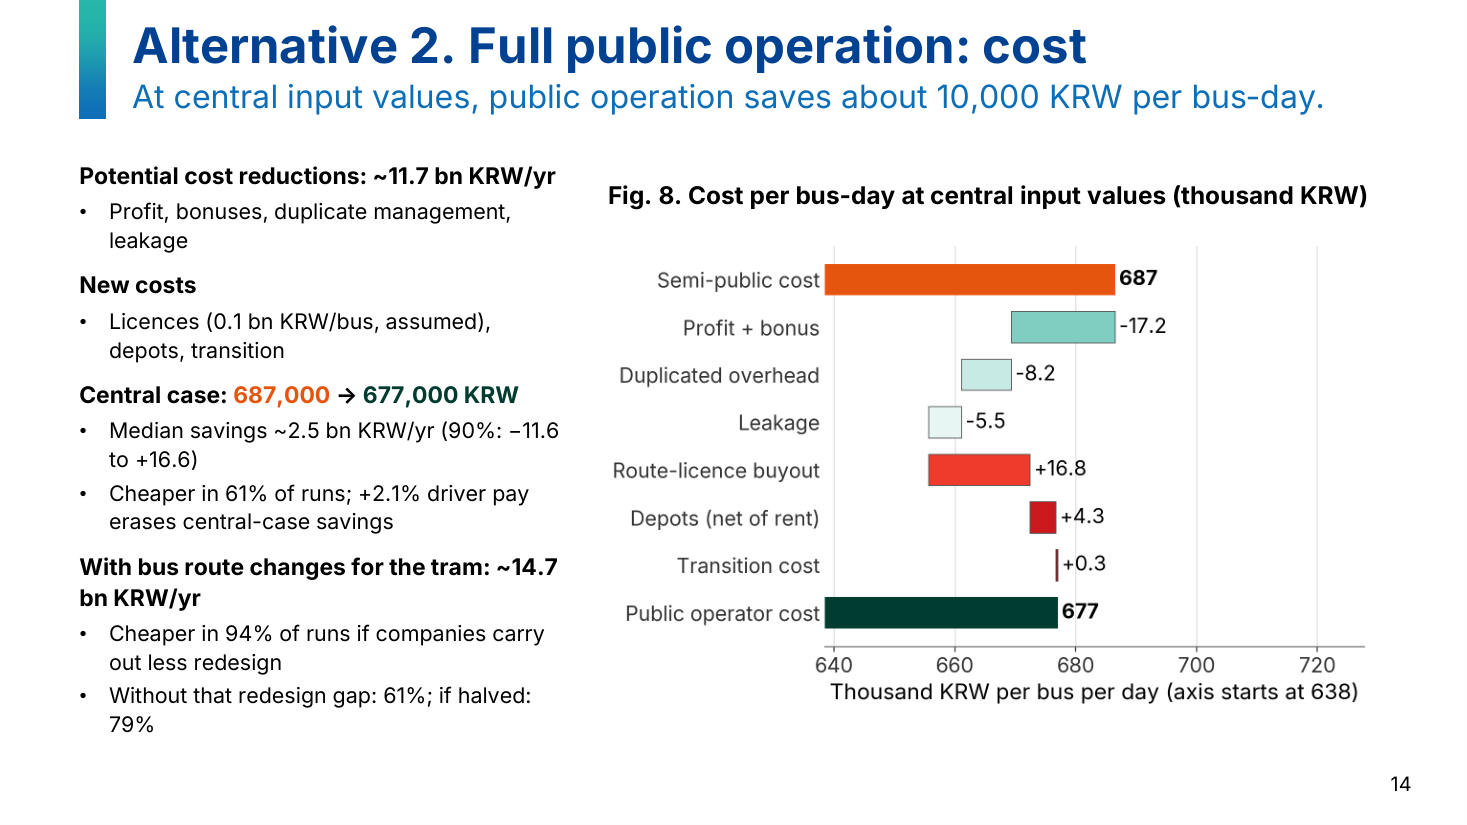 Alternative 2. Full public operation: cost
At central input values, public operation saves about 10,000 KRW per bus-day.
Potential cost reductions: ~11.7 bn KRW/yr
• Profit, bonuses, duplicate management,
leakage
New costs
• Licences (0.1 bn KRW/bus, assumed),
depots, transition
Central case: 687,000 → 677,000 KRW
• Median savings ~2.5 bn KRW/yr (90%: −11.6
to +16.6)
• Cheaper in 61% of runs; +2.1% driver pay
erases central-case savings
With bus route changes for the tram: ~14.7
bn KRW/yr
• Cheaper in 94% of runs if companies carry
out less redesign
• Without that redesign gap: 61%; if halved:
79%
Fig. 8. Cost per bus-day at central input values (thousand KRW)
Semi-public cost 687
Profit + bonus -17.2
Duplicated overhead -8.2
Leakage -5.5
Route-licence buyout +16.8
Depots (net of rent) +4.3
Transition cost +0.3
Public operator cost 677
640 660 680 700 720
Thousand KRW per bus per day (axis starts at 638)
14